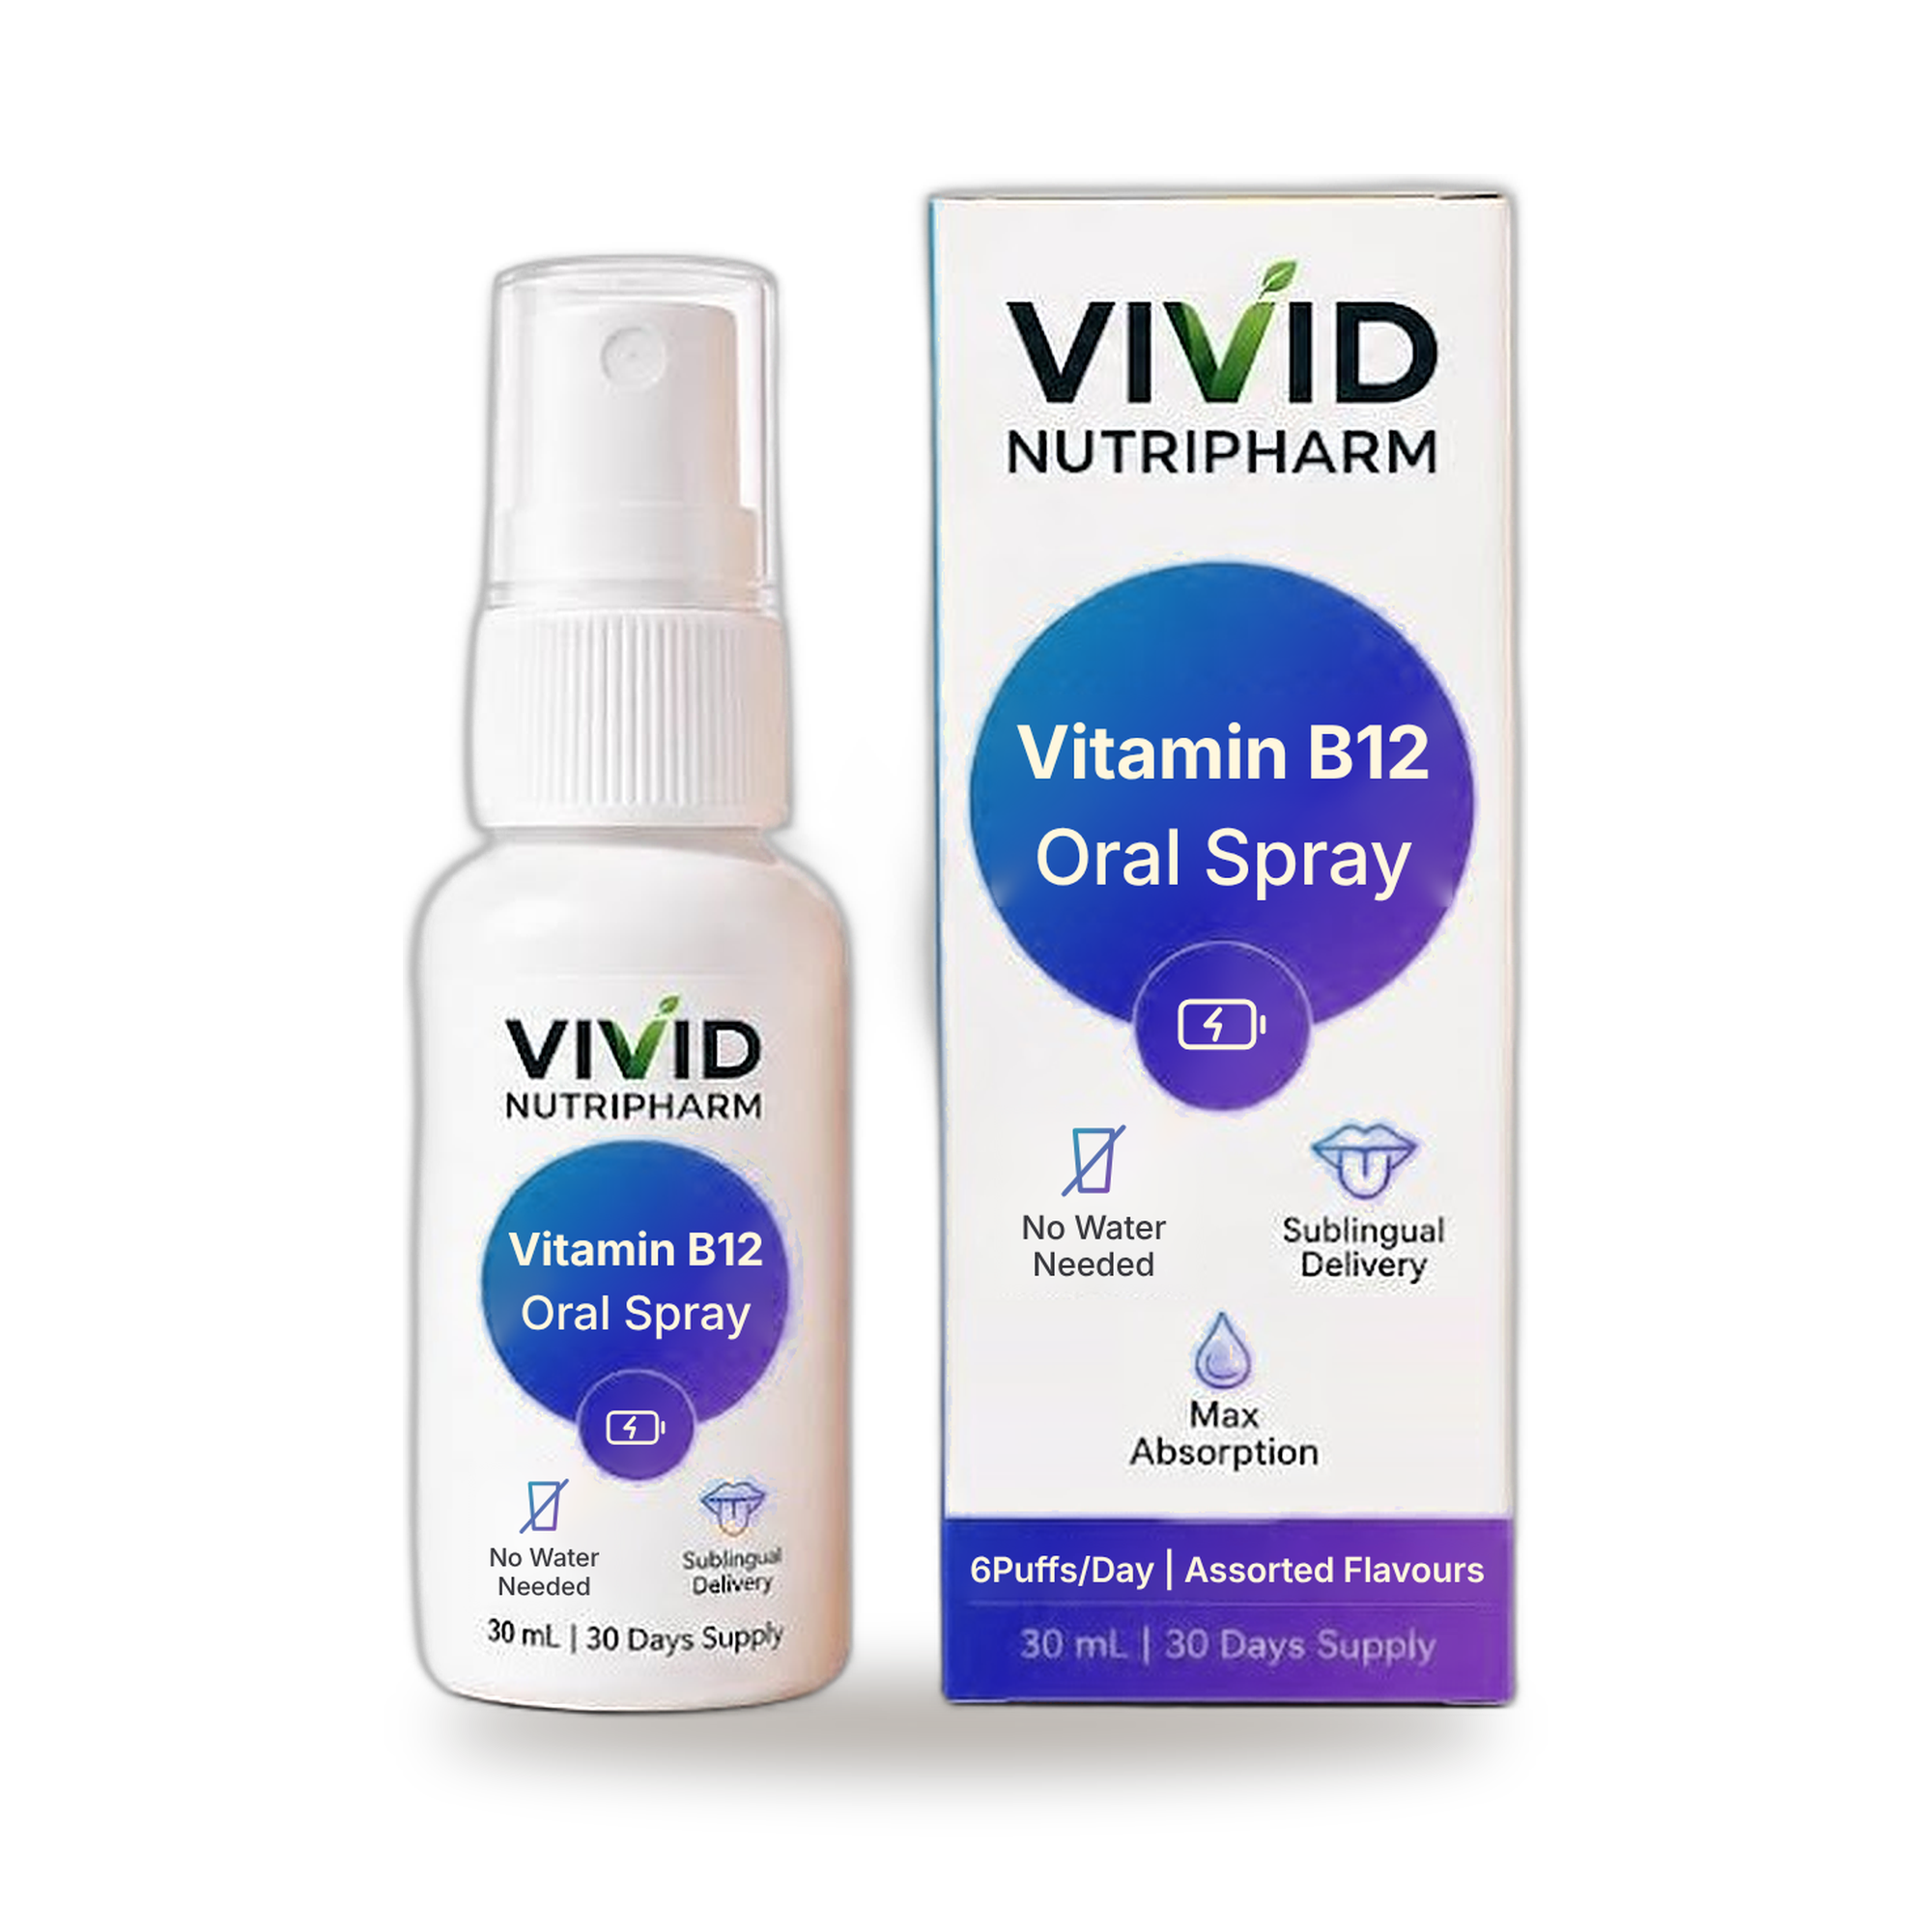 VIVID
NUTRIPHARM
Vitamin B12
Oral Spray
No Water
Needed
Sublingual
Delivery
30 mL | 30 Days Supply
VIVID
NUTRIPHARM
Vitamin B12
Oral Spray
No Water
Needed
Sublingual
Delivery
Max
Absorption
6Puffs/Day | Assorted Flavours
30 mL | 30 Days Supply